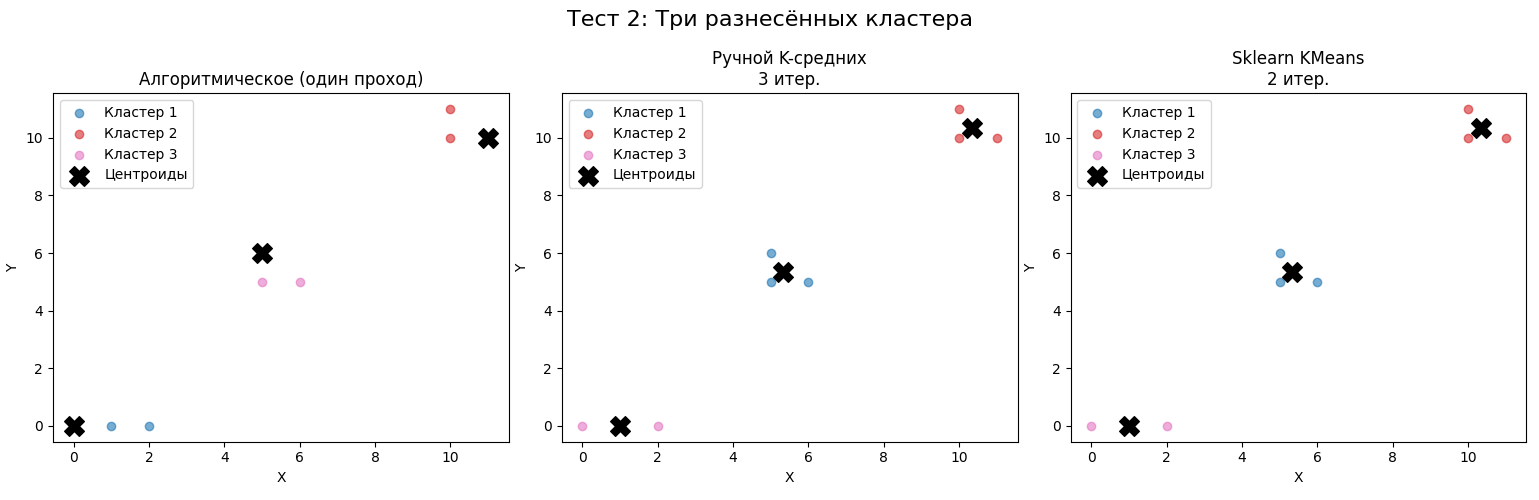 Тест 2: Три разнесённых кластера
Алгоритмическое (один проход)
Кластер 1
Кластер 2
Кластер 3
Центроиды
10
8
6
4
2
0
Y
0 2 4 6 8 10
X
Ручной K-средних
3 итер.
Кластер 1
Кластер 2
Кластер 3
Центроиды
10
8
6
4
2
0
Y
0 2 4 6 8 10
X
Sklearn KMeans
2 итер.
Кластер 1
Кластер 2
Кластер 3
Центроиды
10
8
6
4
2
0
Y
0 2 4 6 8 10
X